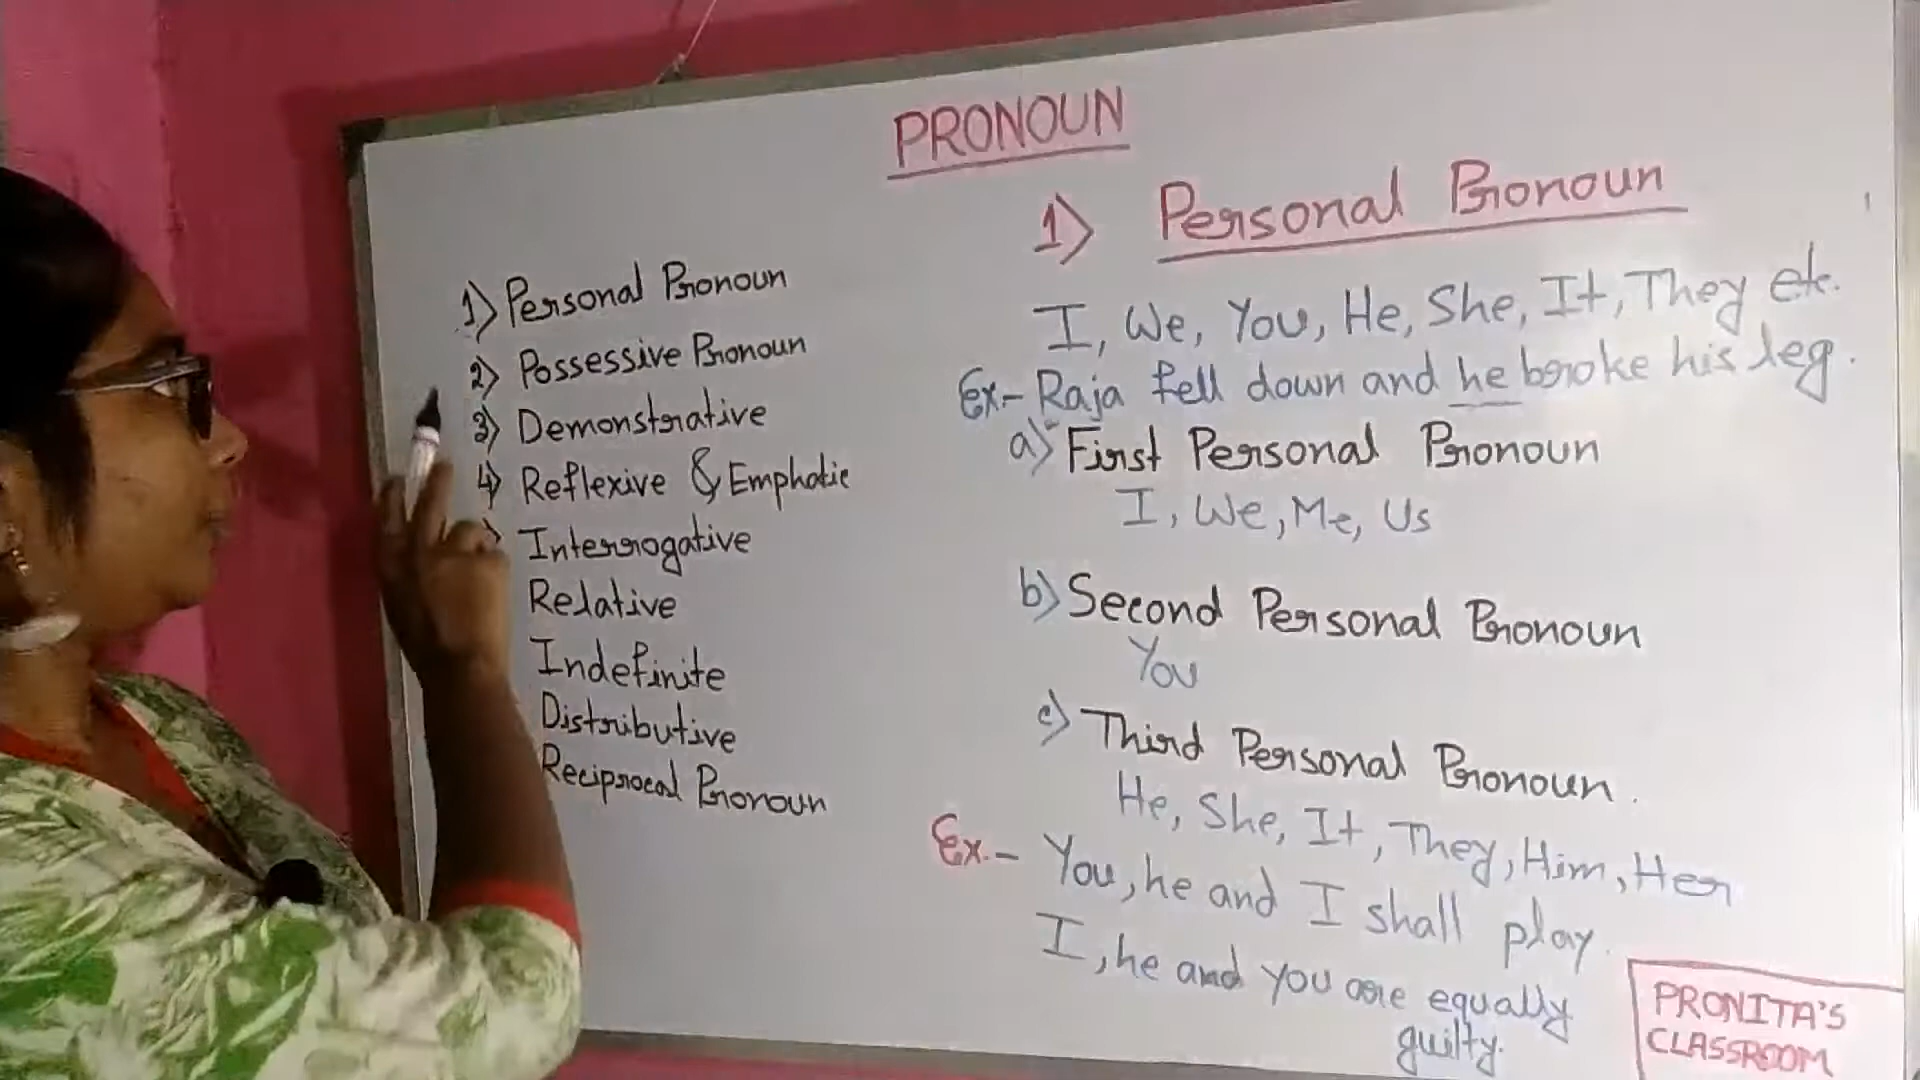 PRONOUN
1) Personal Pronoun
2) Possessive Pronoun
3) Demonstrative
4) Reflexive & Emphatic
) Interrogative
Relative
Indefinite
Distributive
Reciprocal Pronoun
1) Personal Pronoun
I, We, You, He, She, It, They etc.
Ex- Raja fell down and he broke his leg.
a) First Personal Pronoun
I, We, Me, Us
b) Second Personal Pronoun
You
c) Third Personal Pronoun.
He, She, It, They, Him, Her
Ex.- You, he and I shall play.
I, he and you are equally
guilty.
PRONITA'S
CLASSROOM